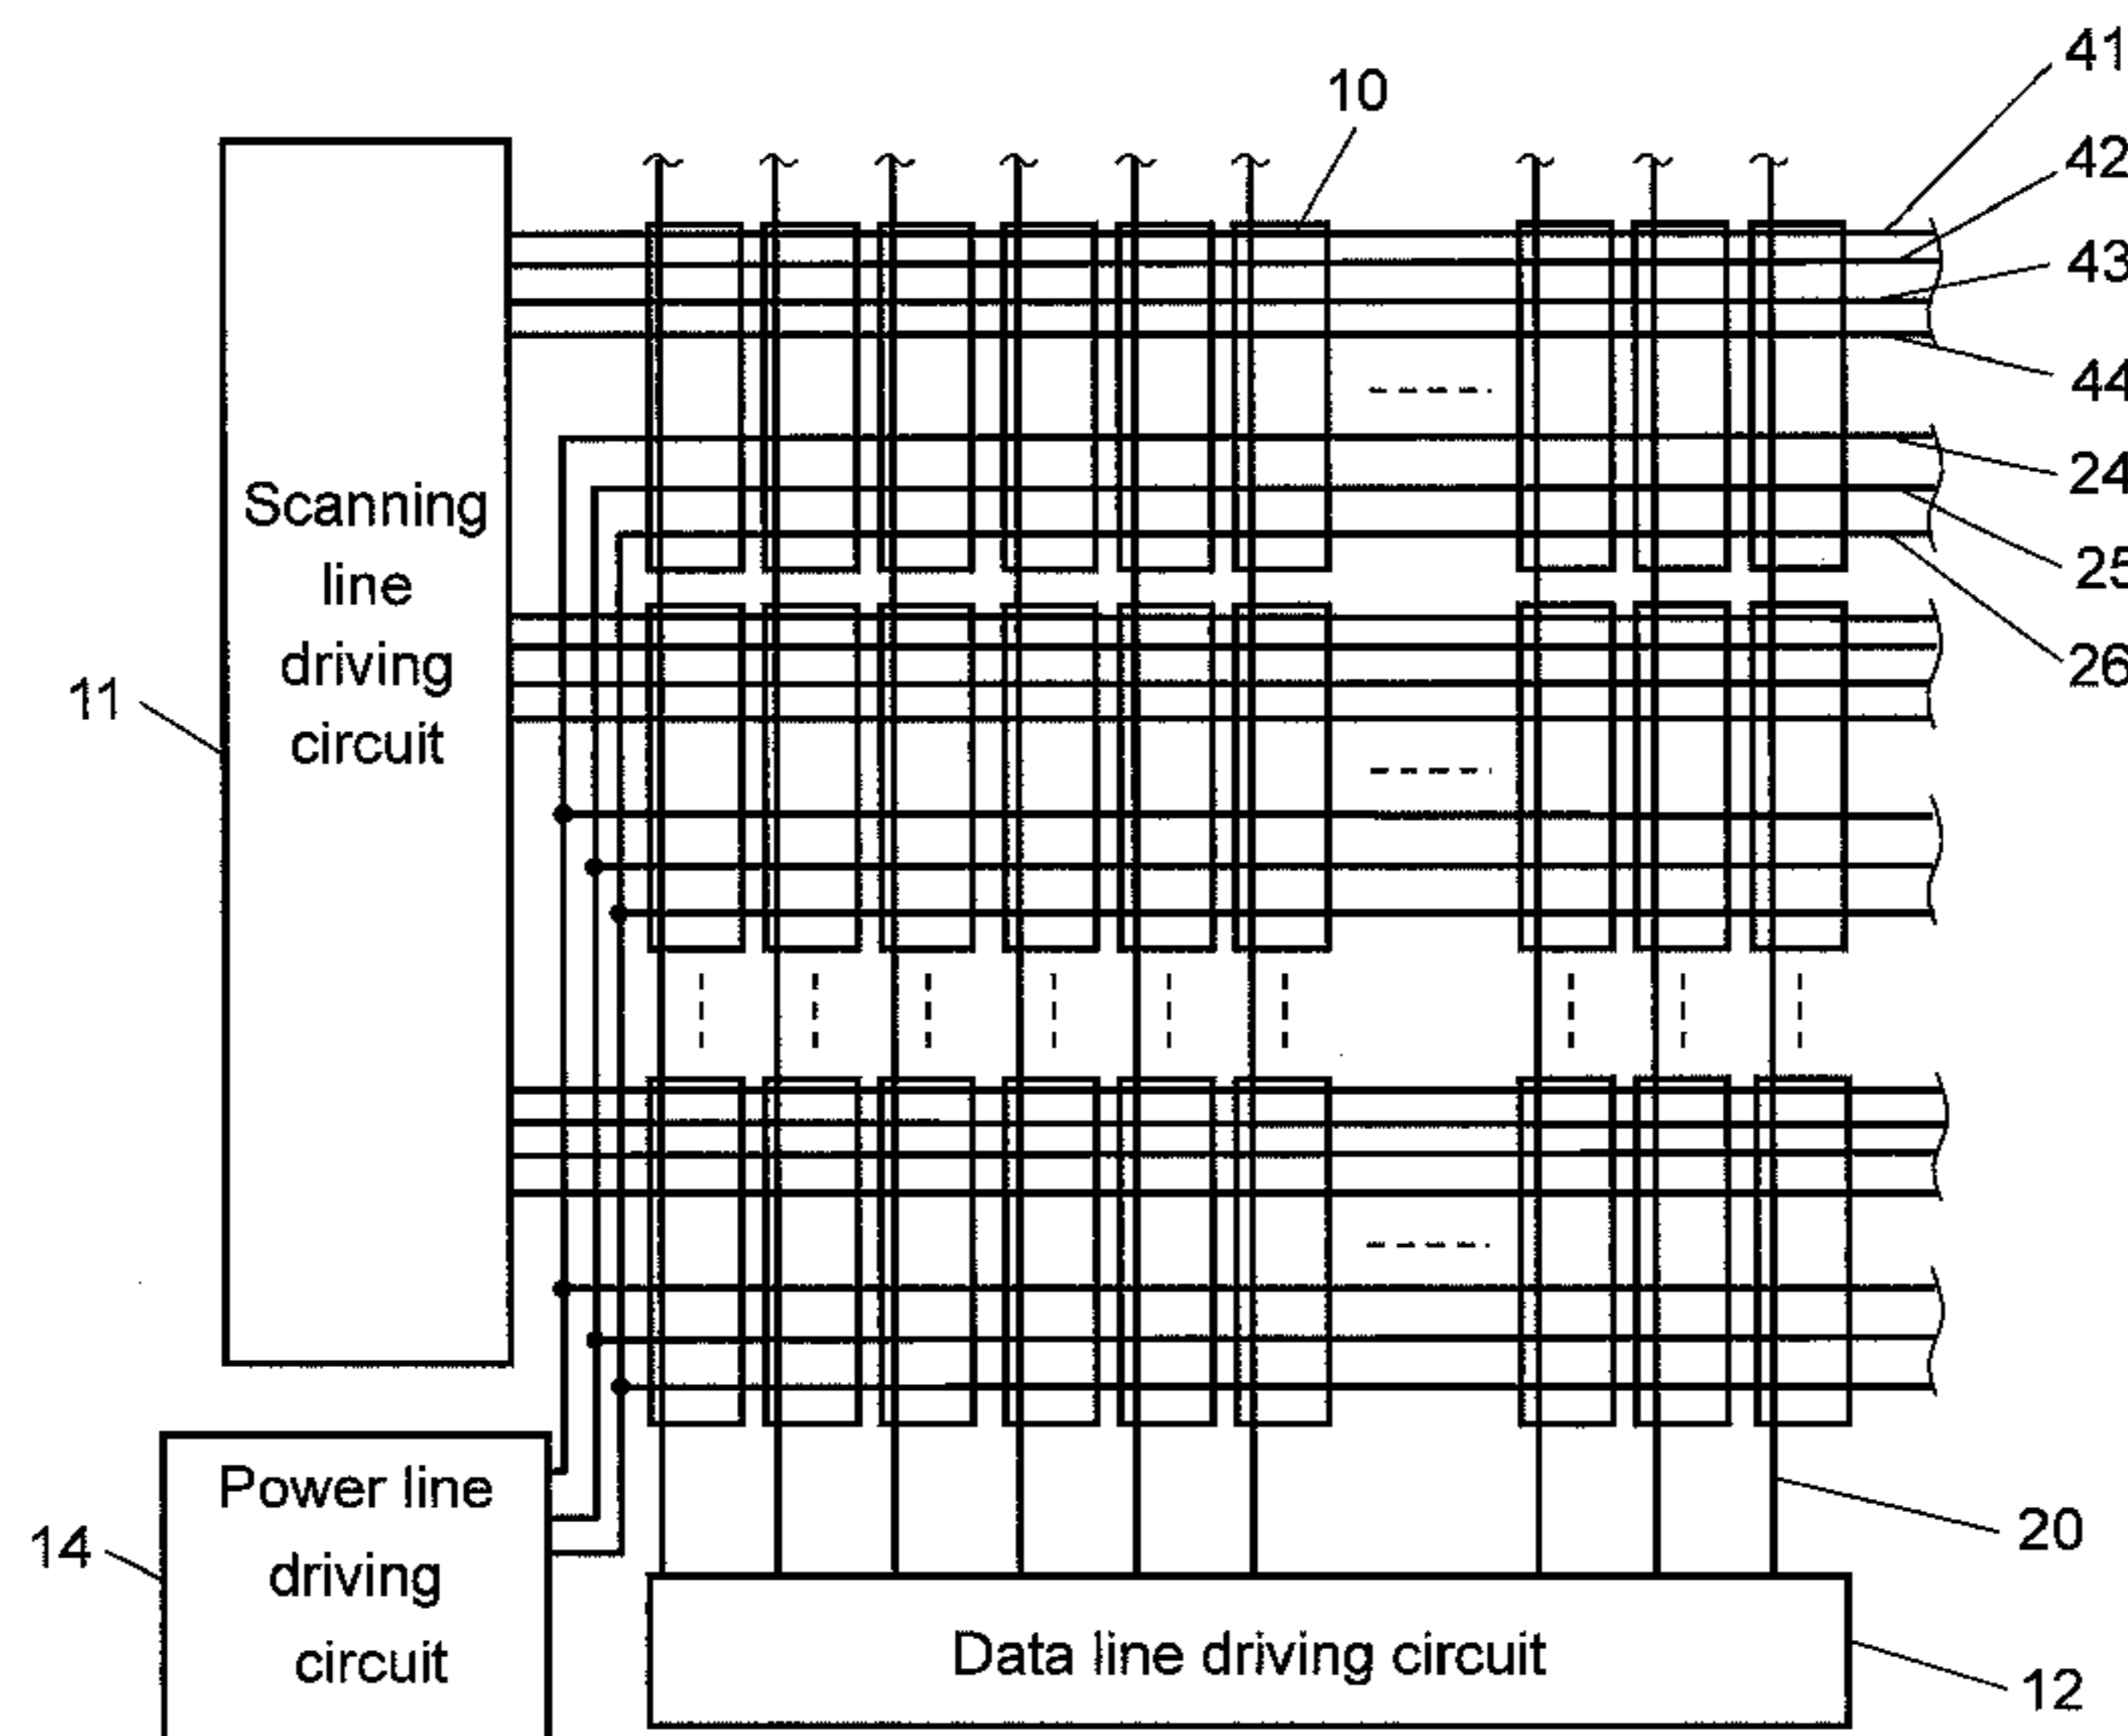 10
41
42
43
44
24
25
26
Scanning
line
driving
circuit
11
Power line
driving
circuit
14
20
Data line driving circuit
12